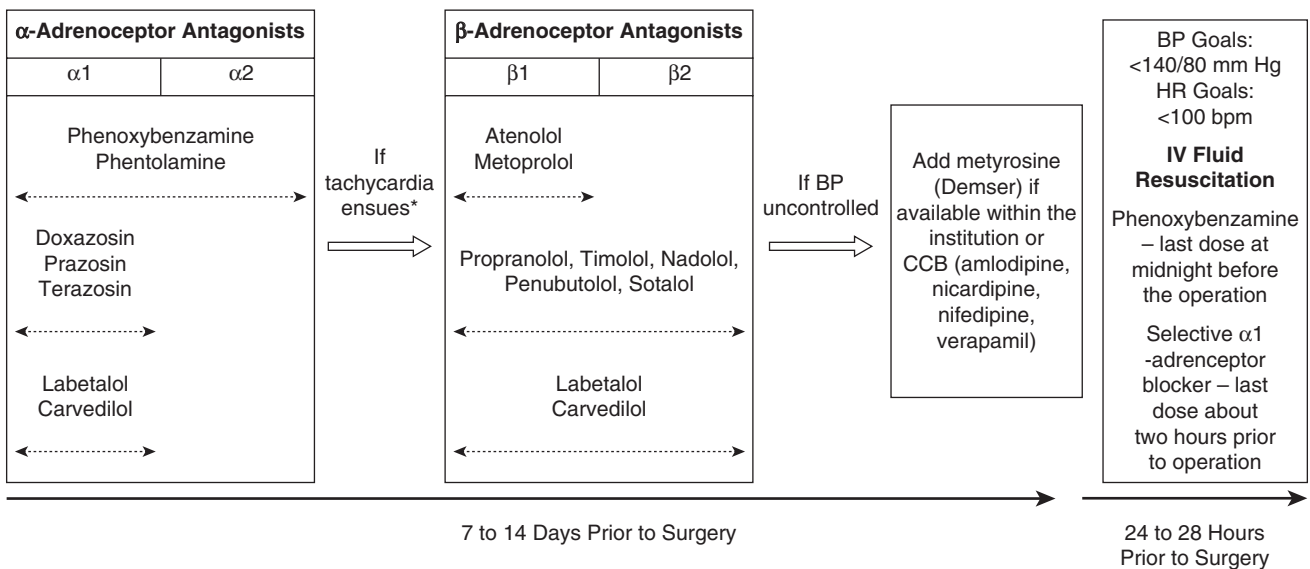 α-Adrenoceptor Antagonists
α1
α2
Phenoxybenzamine
Phentolamine
Doxazosin
Prazosin
Terazosin
Labetalol
Carvedilol
If
tachycardia
ensues*
β-Adrenoceptor Antagonists
β1
β2
Atenolol
Metoprolol
Propranolol, Timolol, Nadolol,
Penubutolol, Sotalol
Labetalol
Carvedilol
If BP
uncontrolled
Add metyrosine
(Demser) if
available within the
institution or
CCB (amlodipine,
nicardipine,
nifedipine,
verapamil)
BP Goals:
<140/80 mm Hg
HR Goals:
<100 bpm
IV Fluid
Resuscitation
Phenoxybenzamine
– last dose at
midnight before
the operation
Selective α1
-adrenceptor
blocker – last
dose about
two hours prior
to operation
7 to 14 Days Prior to Surgery
24 to 28 Hours
Prior to Surgery